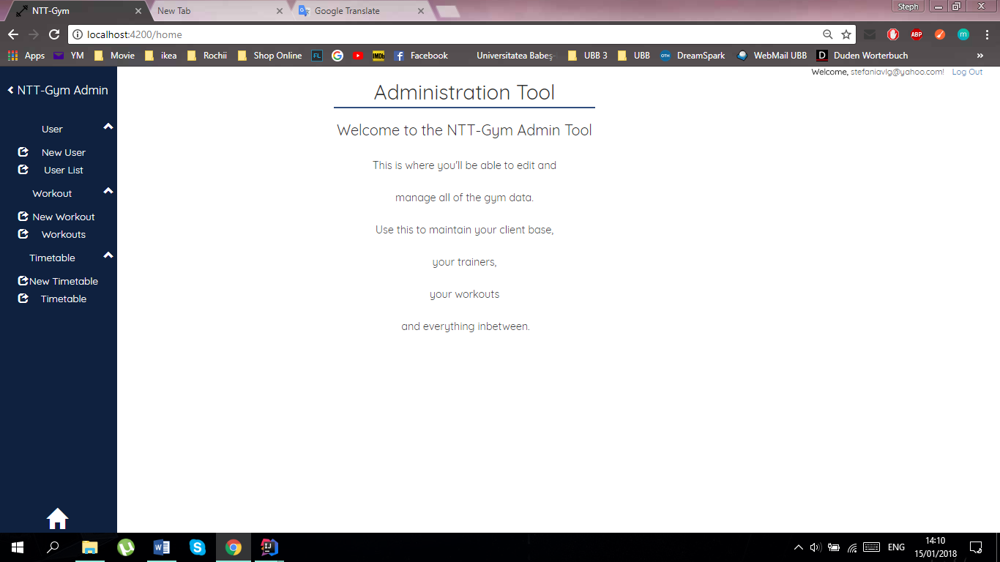 NTT-Gym
New Tab
Google Translate
Steph
localhost:4200/home
ABP
m
Apps YM Movie ikea Rochii Shop Online FL G IMDb f Facebook Universitatea Babeș- UBB 3 UBB OTH DreamSpark WebMail UBB D Duden Worterbuch »
Welcome, stefaniavlg@yahoo.com! Log Out
NTT-Gym Admin
User
New User
User List
Workout
New Workout
Workouts
Timetable
New Timetable
Timetable
Administration Tool
Welcome to the NTT-Gym Admin Tool
This is where you'll be able to edit and
manage all of the gym data.
Use this to maintain your client base,
your trainers,
your workouts
and everything inbetween.
ENG
14:10
15/01/2018